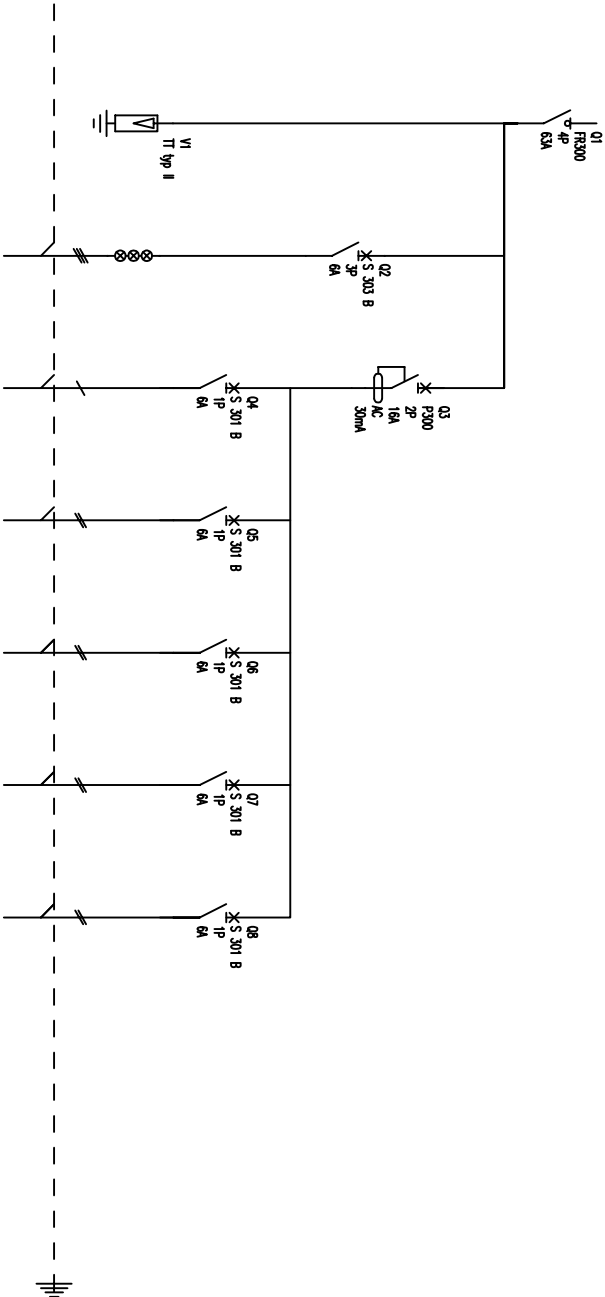 Q1
FR300
4P
63A
V1
TT typ II
Q2
S 303 B
3P
6A
Q3
P300
2P
16A
AC
30mA
Q4
S 301 B
1P
6A
Q5
S 301 B
1P
6A
Q6
S 301 B
1P
6A
Q7
S 301 B
1P
6A
Q8
S 301 B
1P
6A